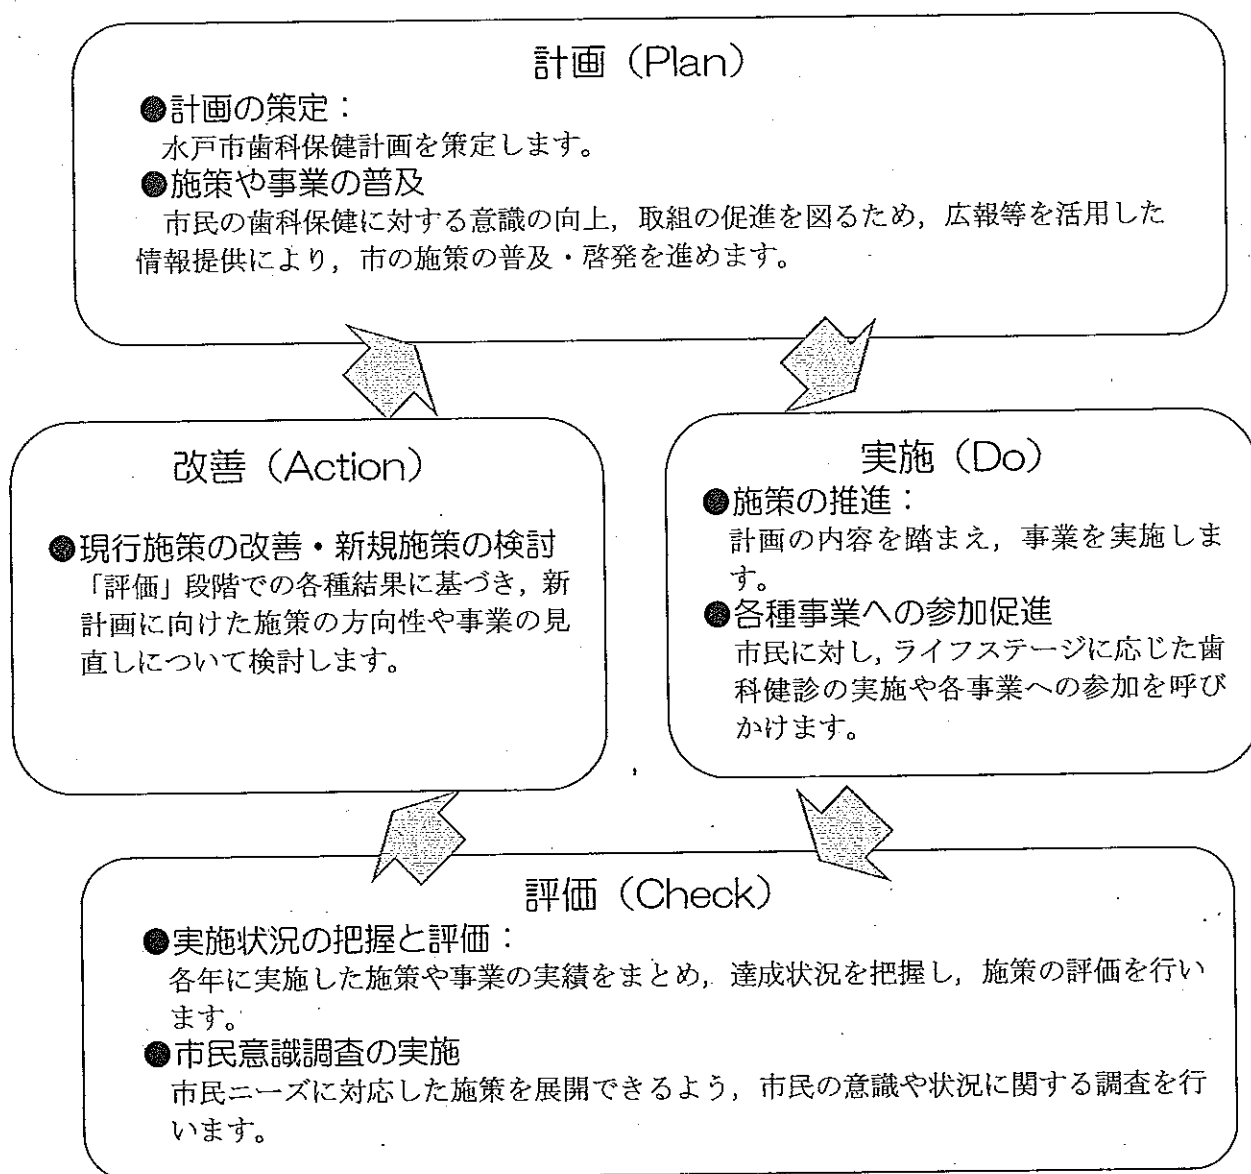 計画（Plan）
●計画の策定：
水戸市歯科保健計画を策定します。
●施策や事業の普及
市民の歯科保健に対する意識の向上，取組の促進を図るため，広報等を活用した
情報提供により，市の施策の普及・啓発を進めます。
改善（Action）
●現行施策の改善・新規施策の検討
「評価」段階での各種結果に基づき，新
計画に向けた施策の方向性や事業の見
直しについて検討します。
実施（Do）
●施策の推進：
計画の内容を踏まえ，事業を実施しま
す。
●各種事業への参加促進
市民に対し，ライフステージに応じた歯
科健診の実施や各事業への参加を呼び
かけます。
評価（Check）
●実施状況の把握と評価：
各年に実施した施策や事業の実績をまとめ，達成状況を把握し，施策の評価を行い
ます。
●市民意識調査の実施
市民ニーズに対応した施策を展開できるよう，市民の意識や状況に関する調査を行
います。